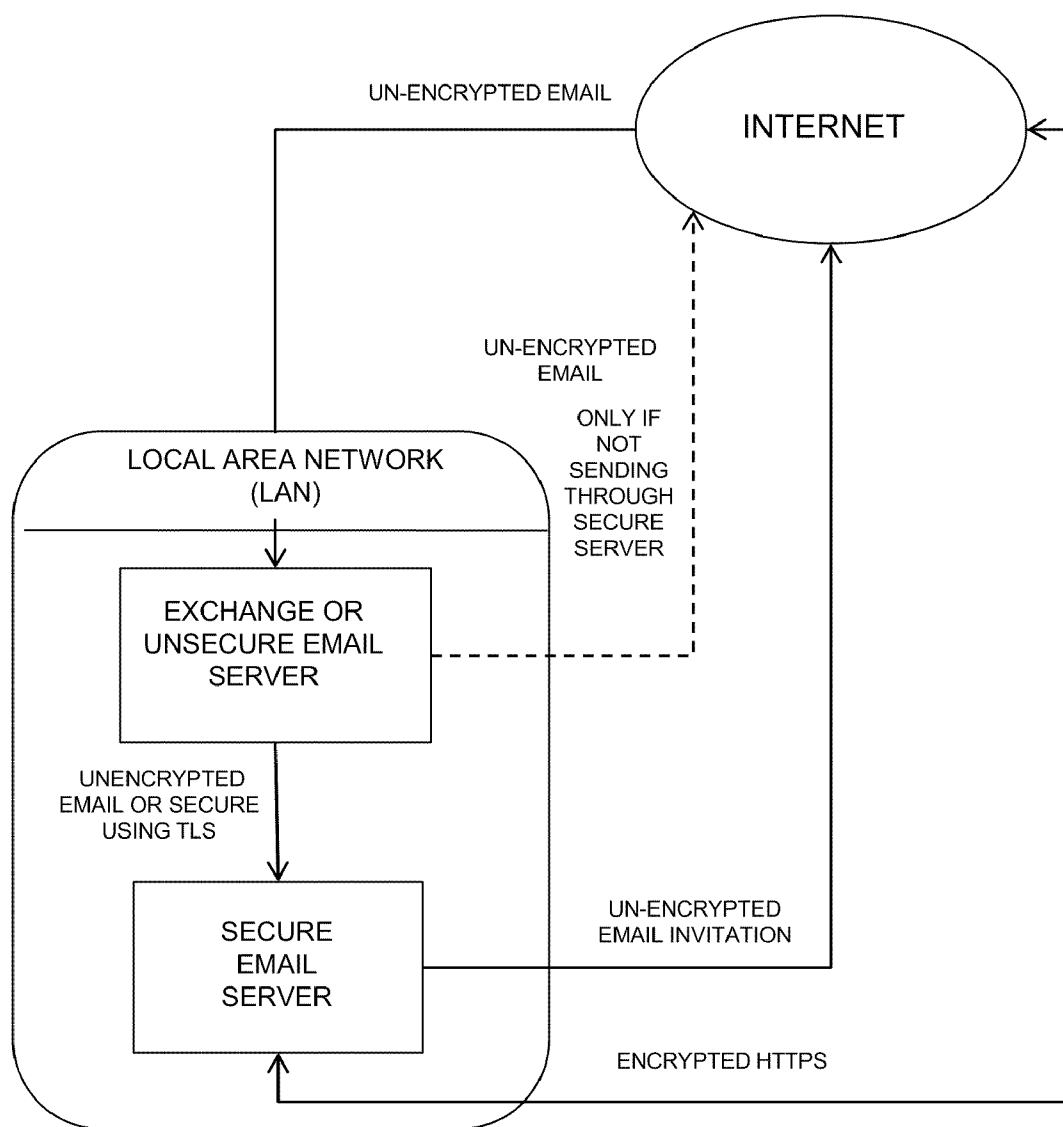 UN-ENCRYPTED EMAIL
INTERNET
UN-ENCRYPTED
EMAIL
ONLY IF
NOT
SENDING
THROUGH
SECURE
SERVER
LOCAL AREA NETWORK
(LAN)
EXCHANGE OR
UNSECURE EMAIL
SERVER
UNENCRYPTED
EMAIL OR SECURE
USING TLS
SECURE
EMAIL
SERVER
UN-ENCRYPTED
EMAIL INVITATION
ENCRYPTED HTTPS